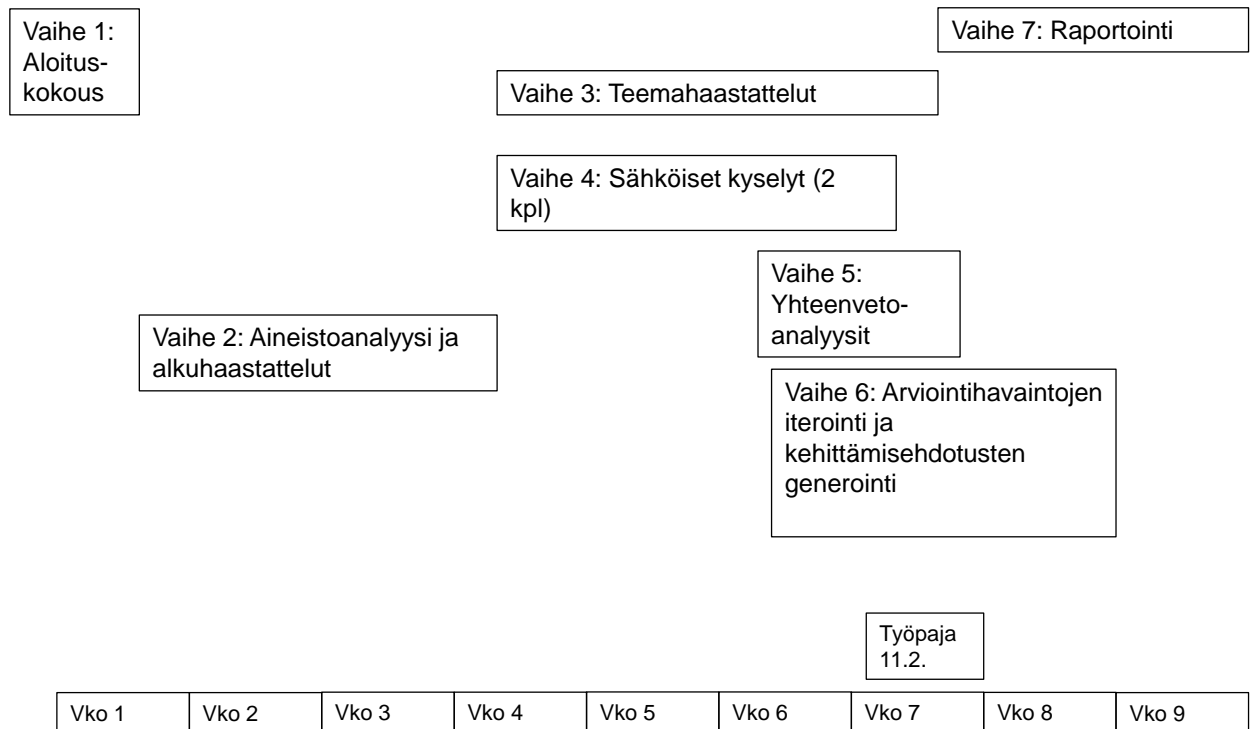 Vaihe 1:
Aloitus-
kokous
Vaihe 7: Raportointi
Vaihe 3: Teemahaastattelut
Vaihe 4: Sähköiset kyselyt (2
kpl)
Vaihe 5:
Yhteenveto-
analyysit
Vaihe 2: Aineistoanalyysi ja
alkuhaastattelut
Vaihe 6: Arviointihavaintojen
iterointi ja
kehittämisehdotusten
generointi
Työpaja
11.2.
Vko 1 Vko 2 Vko 3 Vko 4 Vko 5 Vko 6 Vko 7 Vko 8 Vko 9